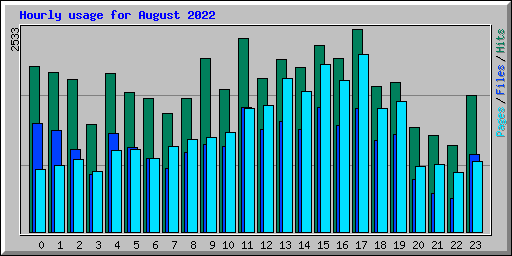 Hourly usage for August 2022
2533
Pages / Files / Hits
0 1 2 3 4 5 6 7 8 9 10 11 12 13 14 15 16 17 18 19 20 21 22 23